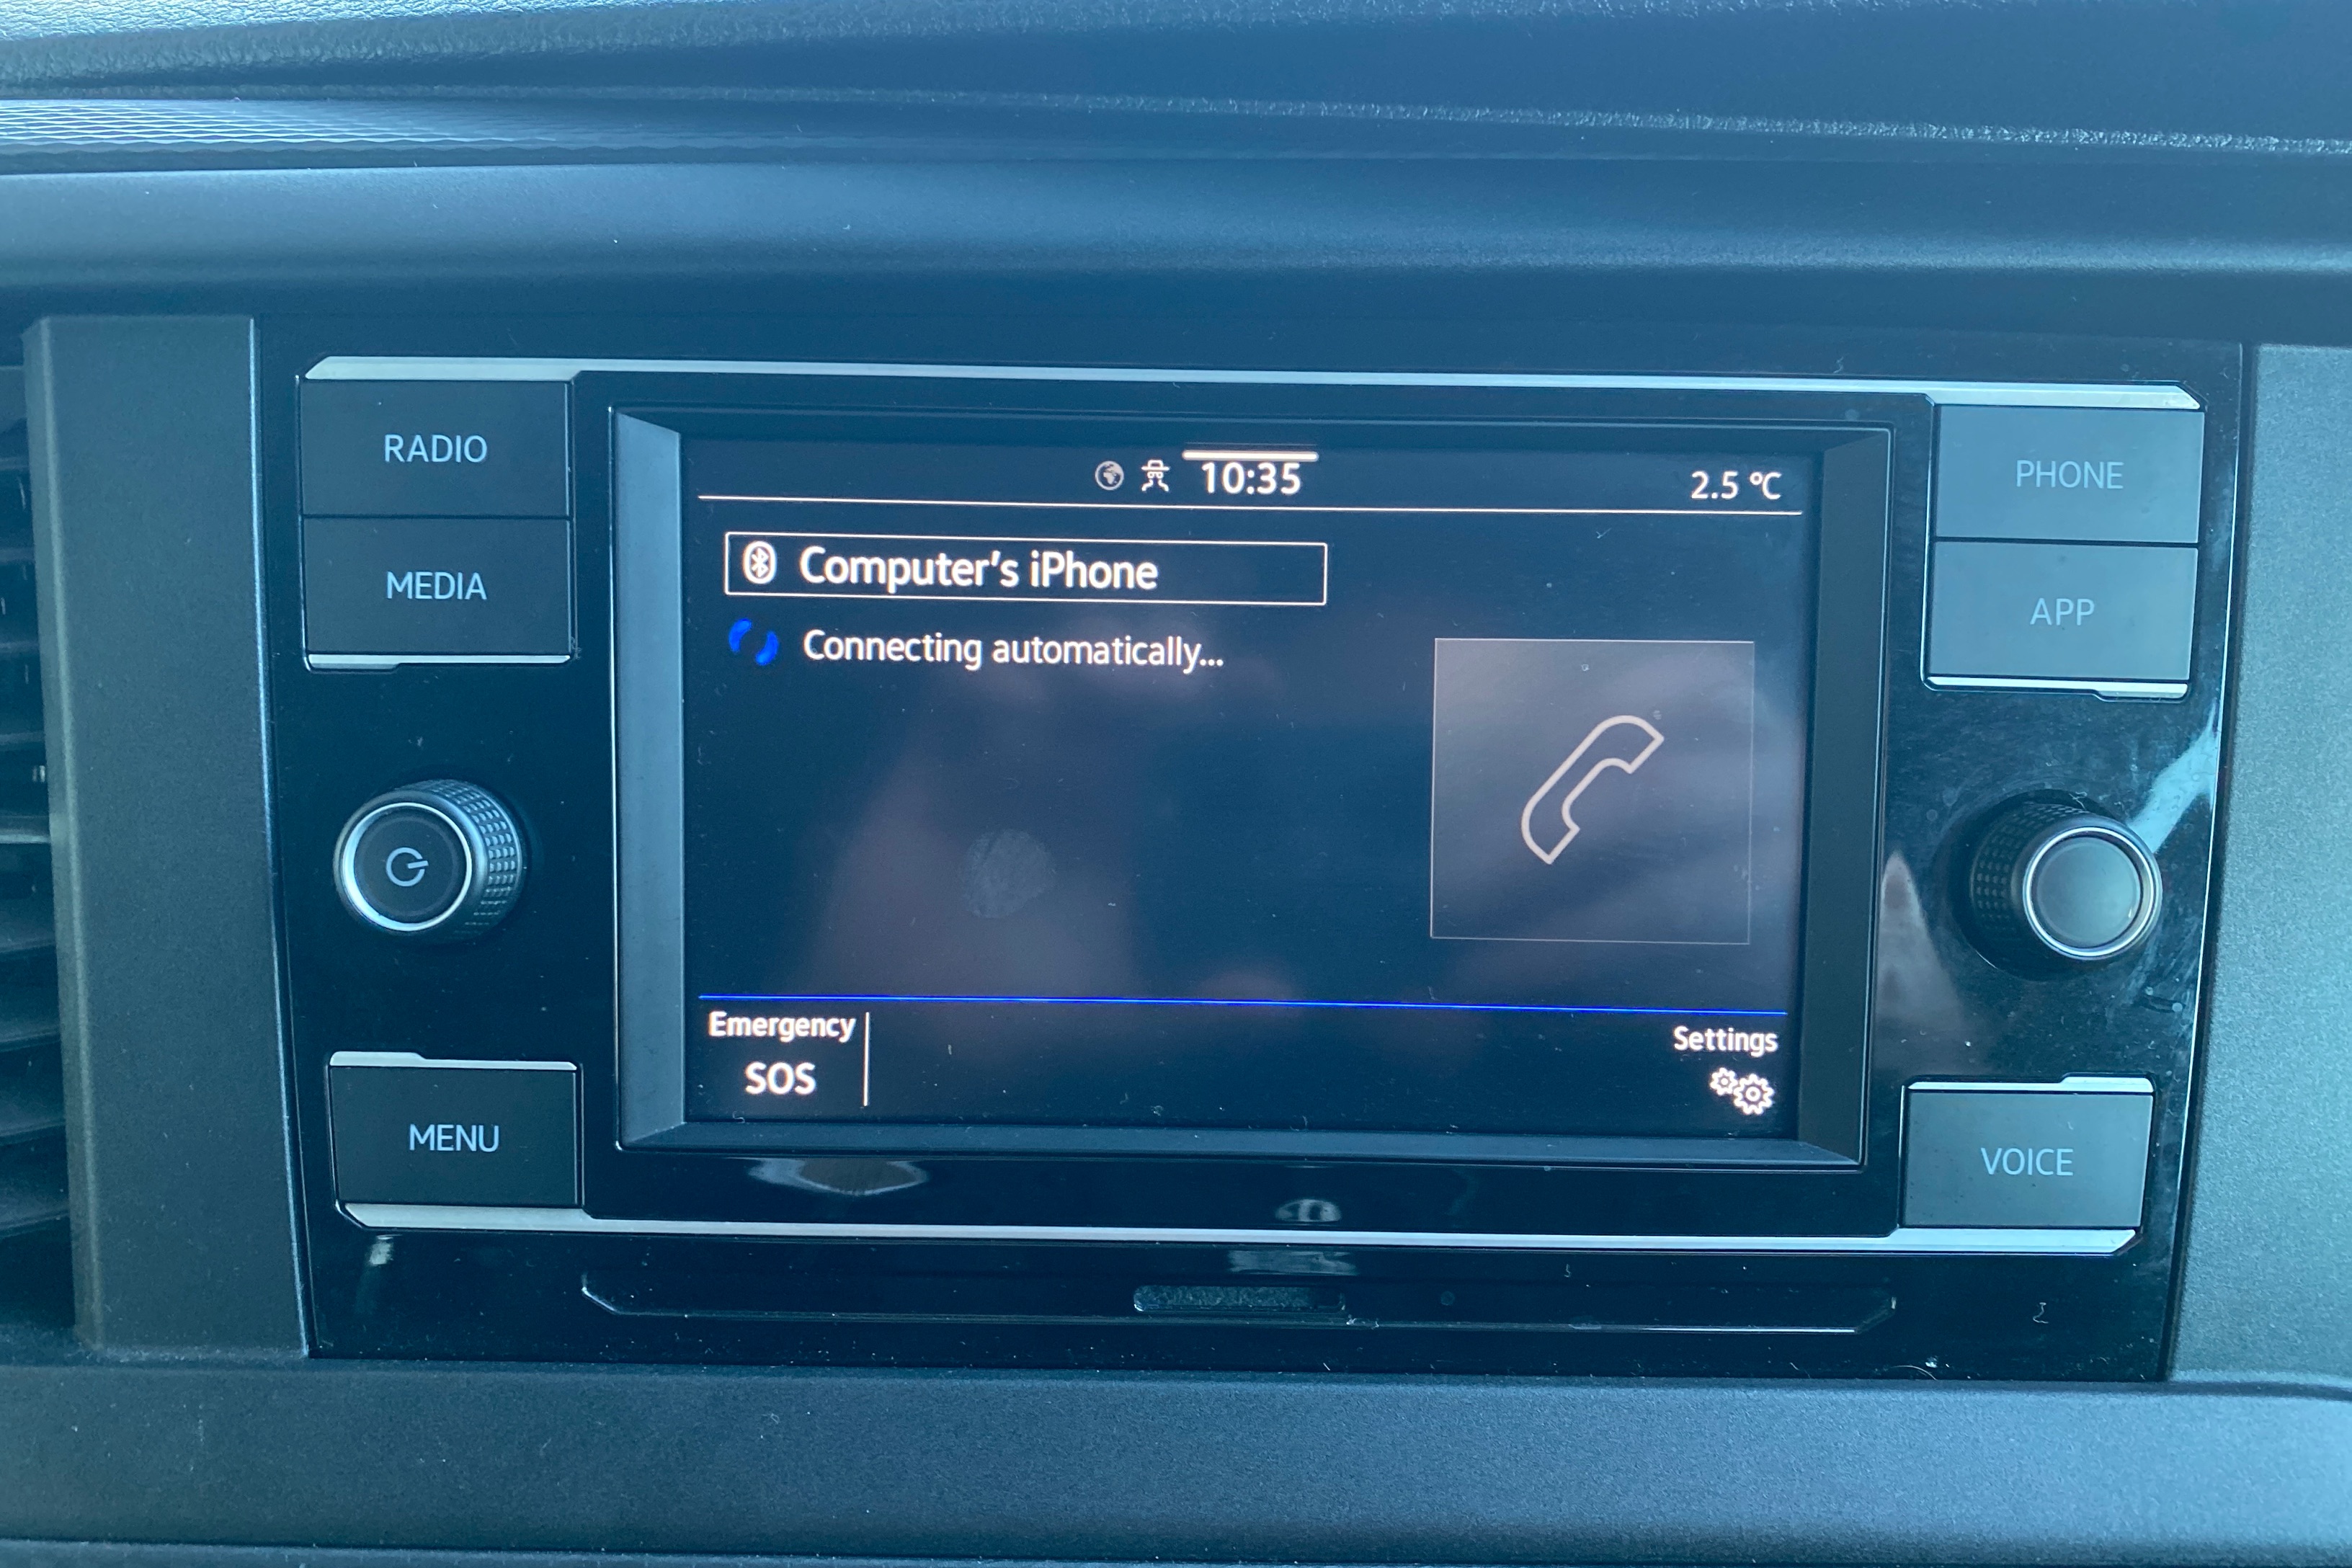 RADIO
MEDIA
MENU
10:35
2.5 °C
Computer's iPhone
Connecting automatically...
Emergency
SOS
Settings
PHONE
APP
VOICE